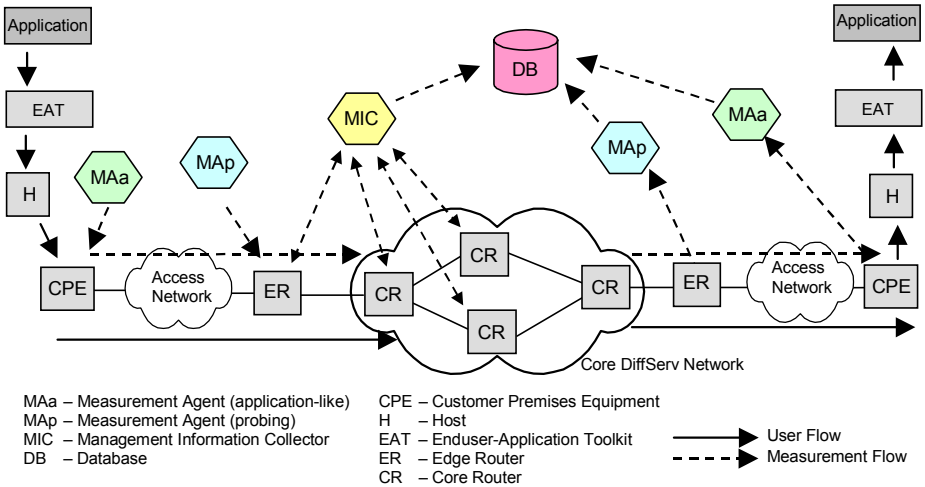 Application
Application
EAT
DB
EAT
MIC
MAa
MAp
MAp
MAa
H
H
CR
Access
Network
Access
Network
CPE
ER
CR
CR
ER
CPE
CR
Core DiffServ Network
MAa – Measurement Agent (application-like)
MAp – Measurement Agent (probing)
MIC – Management Information Collector
DB – Database
CPE – Customer Premises Equipment
H – Host
EAT – Enduser-Application Toolkit
ER – Edge Router
CR – Core Router
User Flow
Measurement Flow